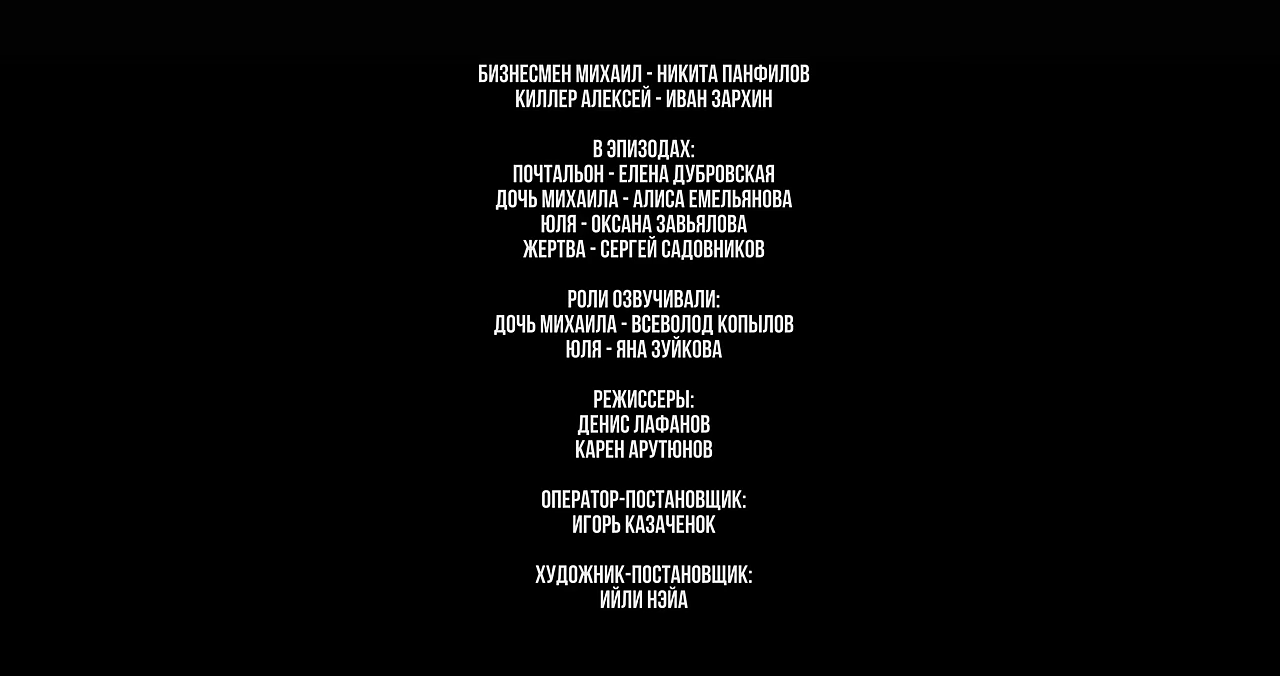 БИЗНЕСМЕН МИХАИЛ - НИКИТА ПАНФИЛОВ
КИЛЛЕР АЛЕКСЕЙ - ИВАН ЗАРХИН
В ЭПИЗОДАХ:
ПОЧТАЛЬОН - ЕЛЕНА ДУБРОВСКАЯ
ДОЧЬ МИХАИЛА - АЛИСА ЕМЕЛЬЯНОВА
ЮЛЯ - ОКСАНА ЗАВЬЯЛОВА
ЖЕРТВА - СЕРГЕЙ САДОВНИКОВ
РОЛИ ОЗВУЧИВАЛИ:
ДОЧЬ МИХАИЛА - ВСЕВОЛОД КОПЫЛОВ
ЮЛЯ - ЯНА ЗУЙКОВА
РЕЖИССЕРЫ:
ДЕНИС ЛАФАНОВ
КАРЕН АРУТЮНОВ
ОПЕРАТОР-ПОСТАНОВЩИК:
ИГОРЬ КАЗАЧЕНОК
ХУДОЖНИК-ПОСТАНОВЩИК:
ИЙЛИ НЭЙА